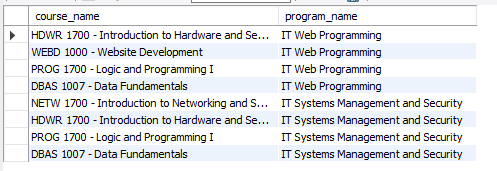 course_name program_name
HDWR 1700 - Introduction to Hardware and Se... IT Web Programming
WEBD 1000 - Website Development IT Web Programming
PROG 1700 - Logic and Programming I IT Web Programming
DBAS 1007 - Data Fundamentals IT Web Programming
NETW 1700 - Introduction to Networking and S... IT Systems Management and Security
HDWR 1700 - Introduction to Hardware and Se... IT Systems Management and Security
PROG 1700 - Logic and Programming I IT Systems Management and Security
DBAS 1007 - Data Fundamentals IT Systems Management and Security